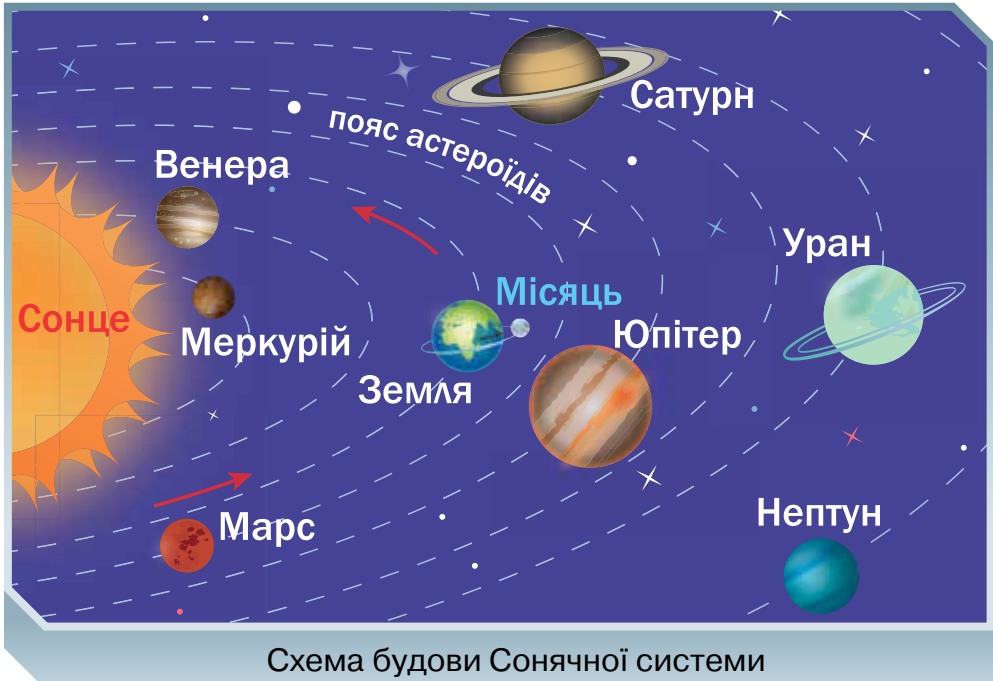 Сатурн
пояс астероїдів
Венера
Уран
Місяць
Сонце
Юпітер
Меркурій
Земля
Нептун
Марс
Схема будови Сонячної системи